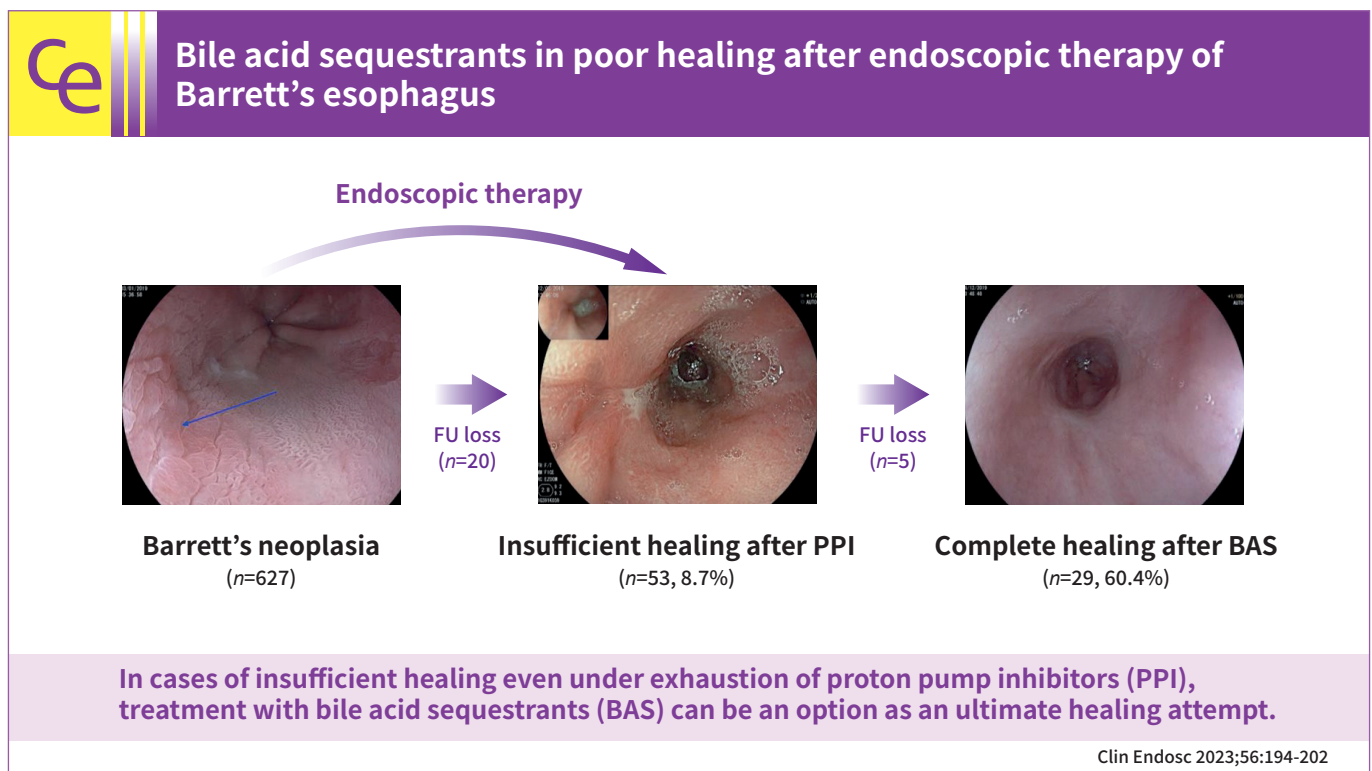 Ce
Bile acid sequestrants in poor healing after endoscopic therapy of
Barrett’s esophagus
Endoscopic therapy
FU loss
(n=20)
FU loss
(n=5)
Barrett’s neoplasia
(n=627)
Insufficient healing after PPI
(n=53, 8.7%)
Complete healing after BAS
(n=29, 60.4%)
In cases of insufficient healing even under exhaustion of proton pump inhibitors (PPI),
treatment with bile acid sequestrants (BAS) can be an option as an ultimate healing attempt.
Clin Endosc 2023;56:194-202